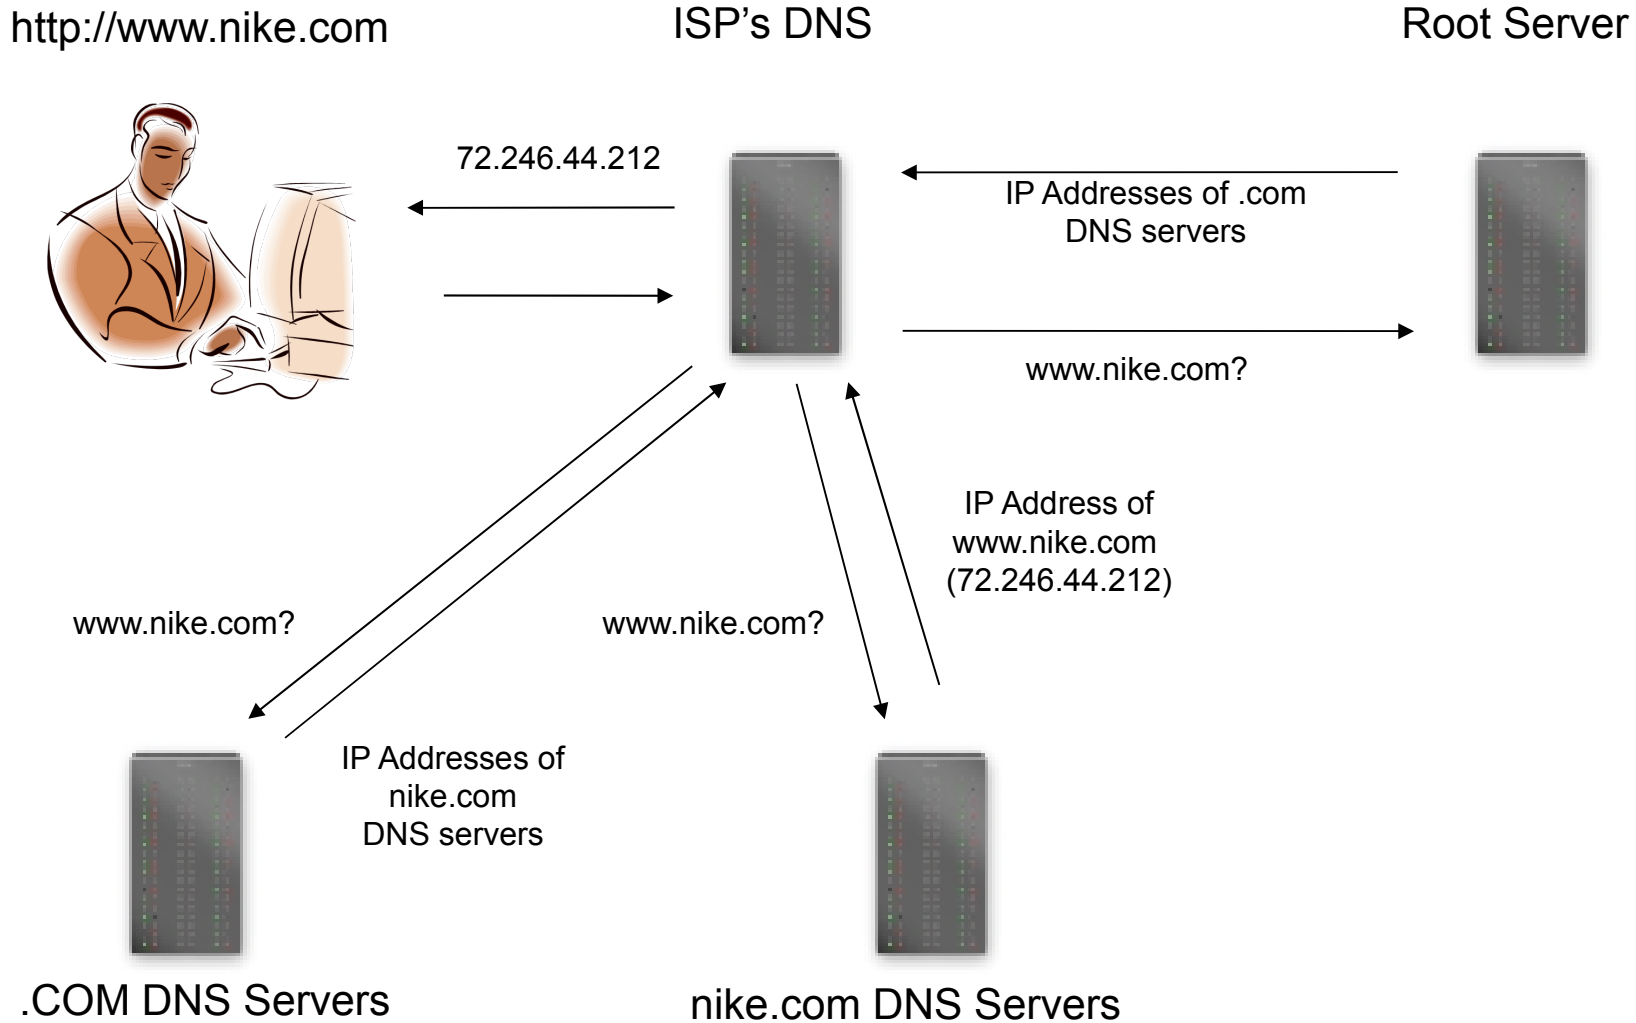 http://www.nike.com
ISP’s DNS
Root Server
72.246.44.212
IP Addresses of .com
DNS servers
www.nike.com?
IP Address of
www.nike.com
(72.246.44.212)
www.nike.com?
www.nike.com?
IP Addresses of
nike.com
DNS servers
.COM DNS Servers
nike.com DNS Servers